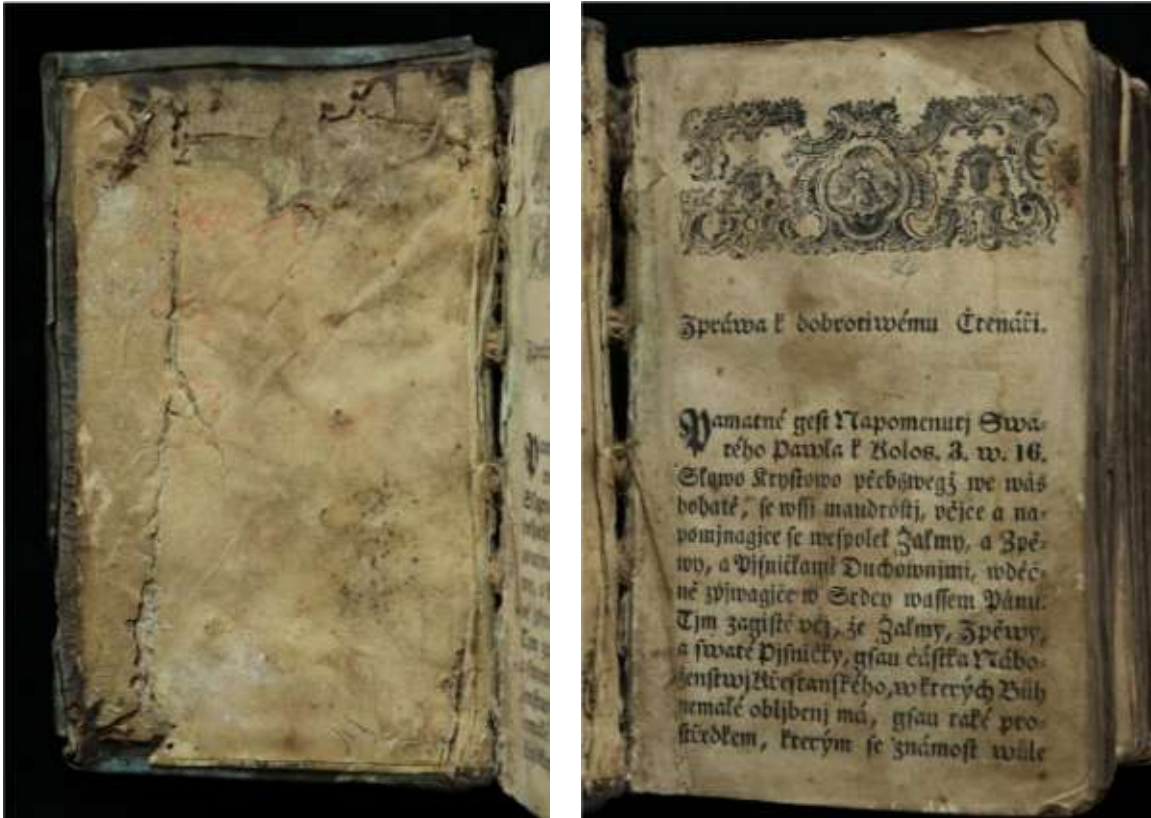 Zpráwa k dobrotiwému Čtenáři.
Pamatné gest Napomenutj Swa-
tého Pawla k Kolos. 3. w. 16.
Slowo Krystowo přebýwegž we wás
bohatě, se wssj maudrostj, včjce a na-
pomjnagjce se wespolek Žalmy, a Zpě-
wy, a Pjsničkami Duchownjmi, wděč-
ně zpjwagjce w Srdcy wassem Pánu.
Tjm zagisté včj, že Žalmy, Zpěwy,
a swaté Pjsničky, gsau částka Nábo-
ženstwj Křestanského, w kterých Bůh
nemalé obljbenj má, gsau také pro-
středkem, kterým se známost wůle